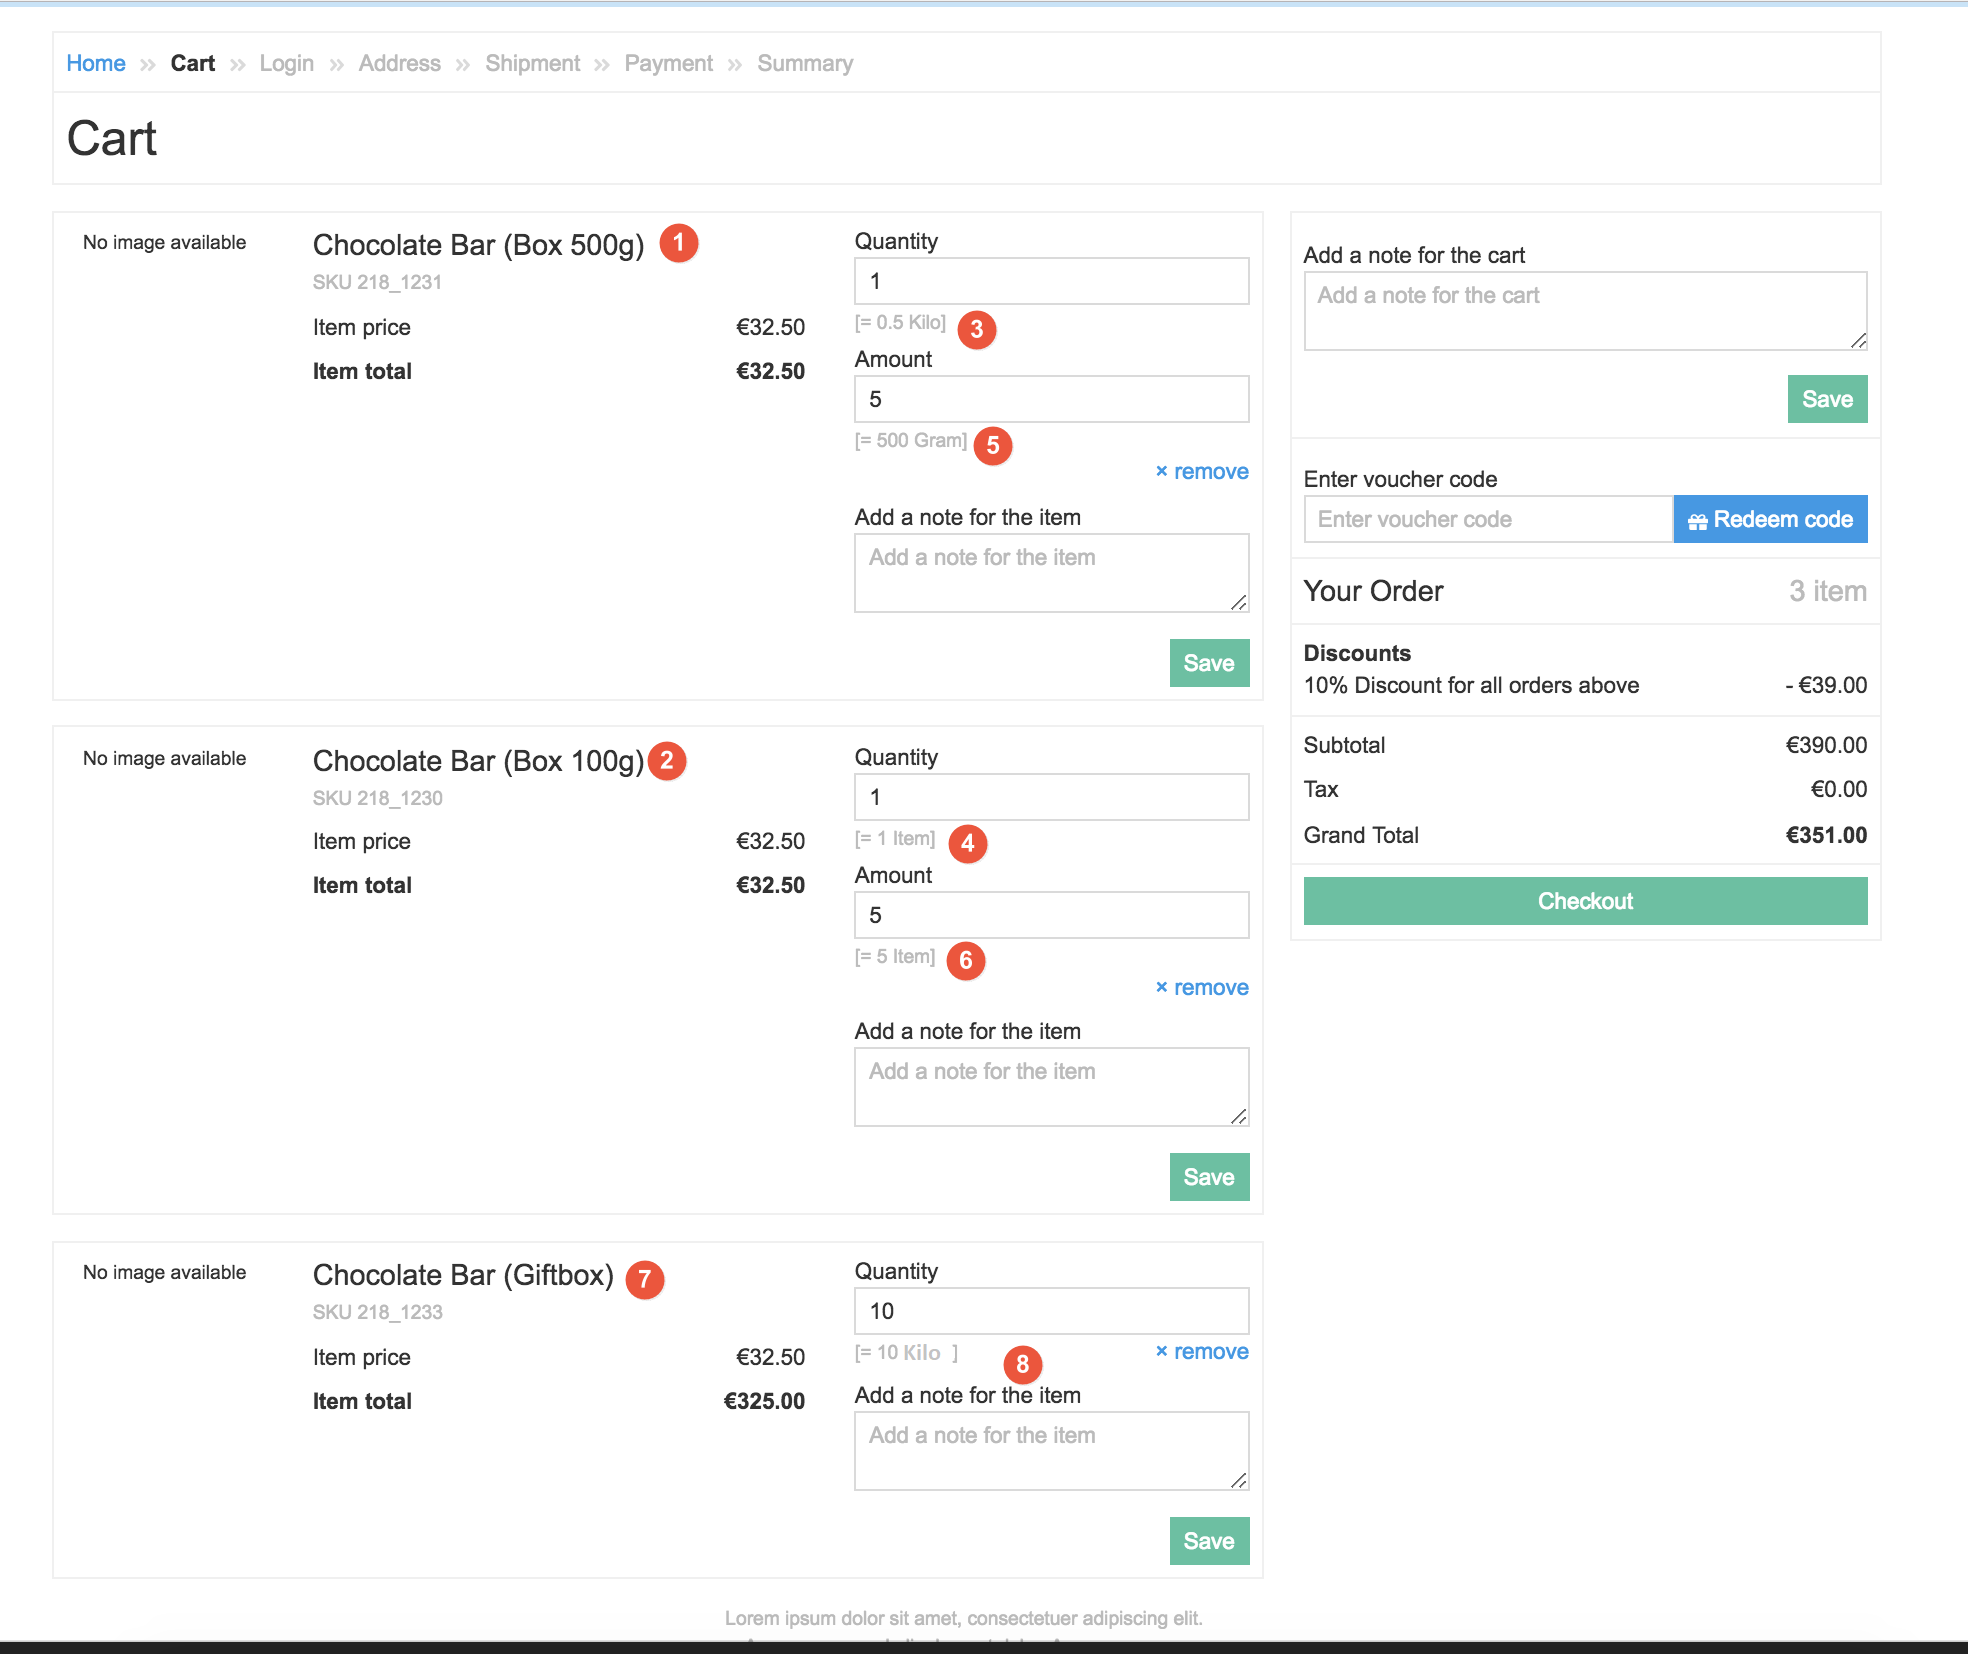 Home » Cart » Login » Address » Shipment » Payment » Summary
Cart
No image available
Chocolate Bar (Box 500g) 1
SKU 218_1231
Item price €32.50
Item total €32.50
Quantity
1
[= 0.5 Kilo] 3
Amount
5
[= 500 Gram] 5
× remove
Add a note for the item
Add a note for the item
Save
No image available
Chocolate Bar (Box 100g) 2
SKU 218_1230
Item price €32.50
Item total €32.50
Quantity
1
[= 1 Item] 4
Amount
5
[= 5 Item] 6
× remove
Add a note for the item
Add a note for the item
Save
No image available
Chocolate Bar (Giftbox) 7
SKU 218_1233
Item price €32.50
Item total €325.00
Quantity
10
[= 10 Kilo ] 8
× remove
Add a note for the item
Add a note for the item
Save
Add a note for the cart
Add a note for the cart
Save
Enter voucher code
Enter voucher code Redeem code
Your Order 3 item
Discounts
10% Discount for all orders above - €39.00
Subtotal €390.00
Tax €0.00
Grand Total €351.00
Checkout
Lorem ipsum dolor sit amet, consectetuer adipiscing elit.